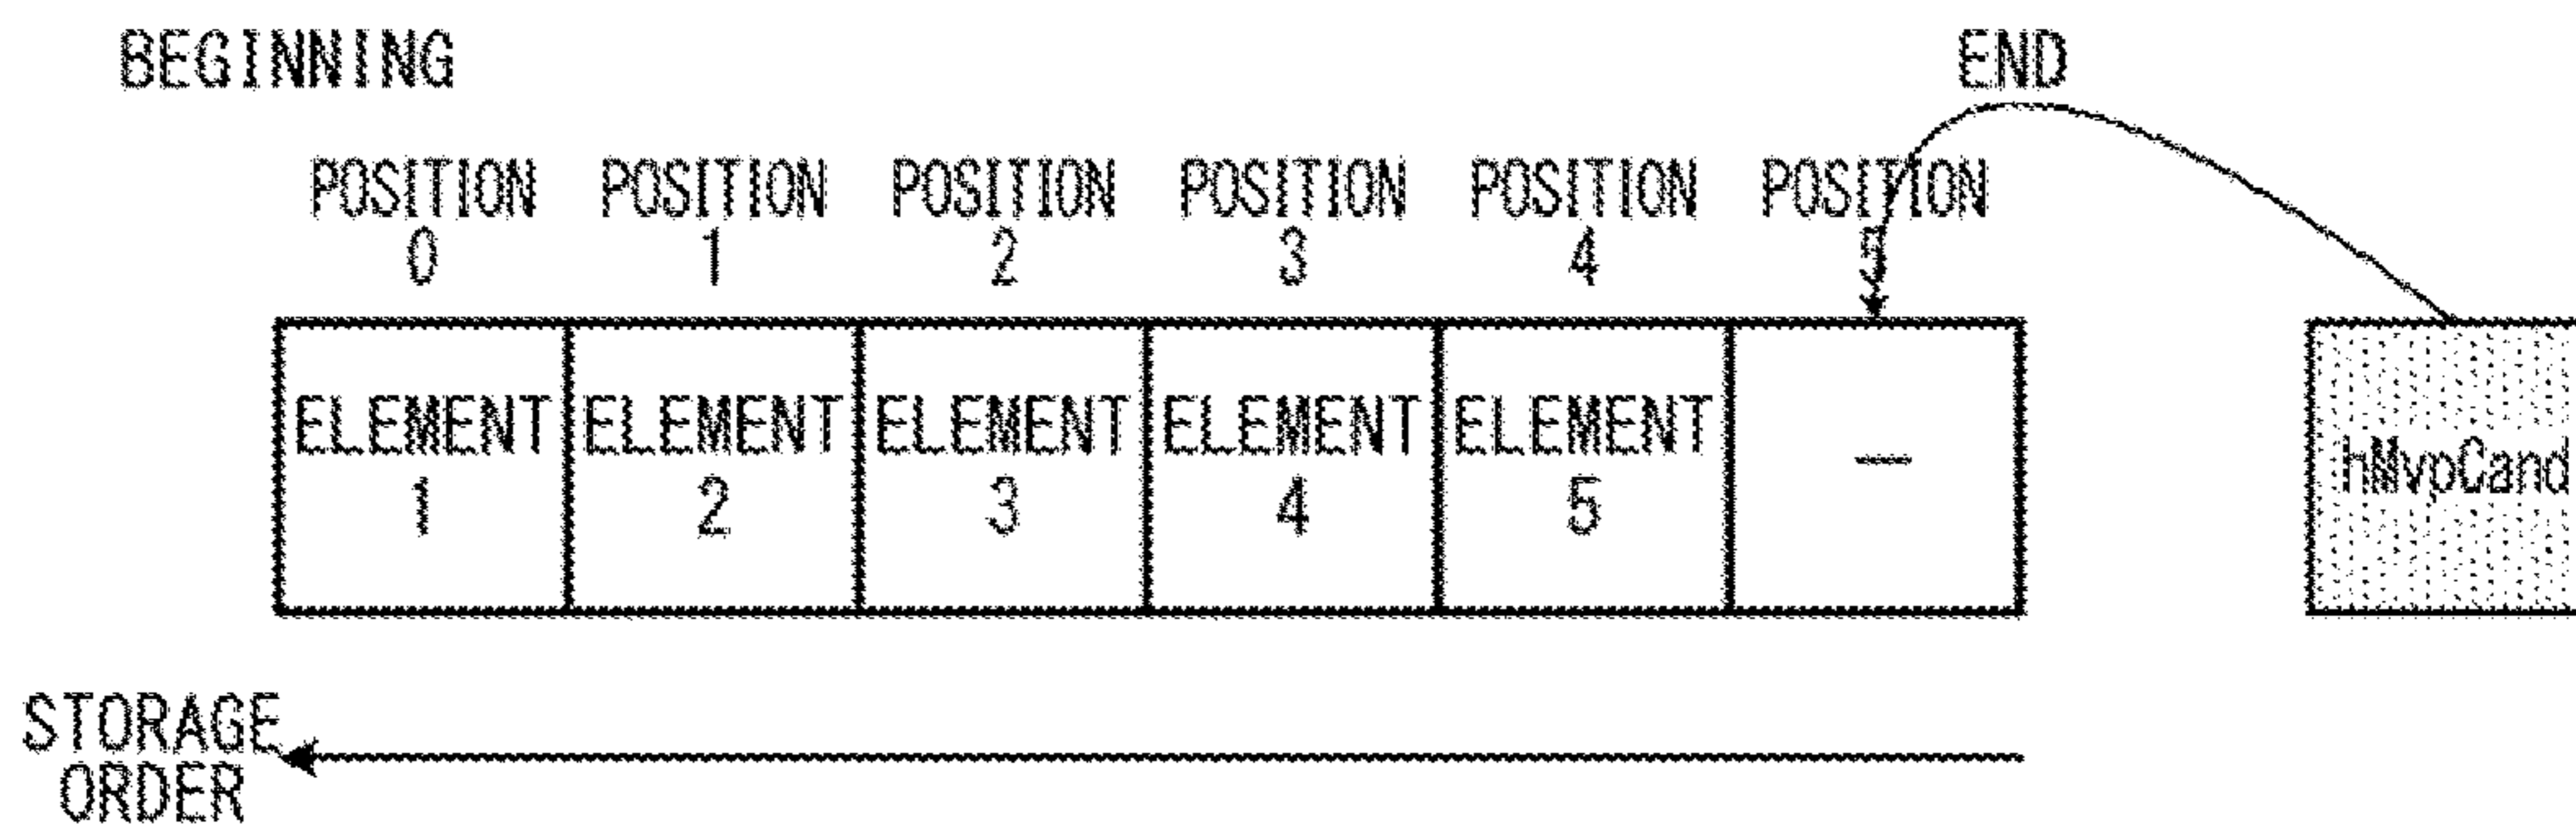 BEGINNING END
POSITION POSITION POSITION POSITION POSITION POSITION
0 1 2 3 4 5
ELEMENT ELEMENT ELEMENT ELEMENT ELEMENT –
1 2 3 4 5
hMvpCand
STORAGE
ORDER